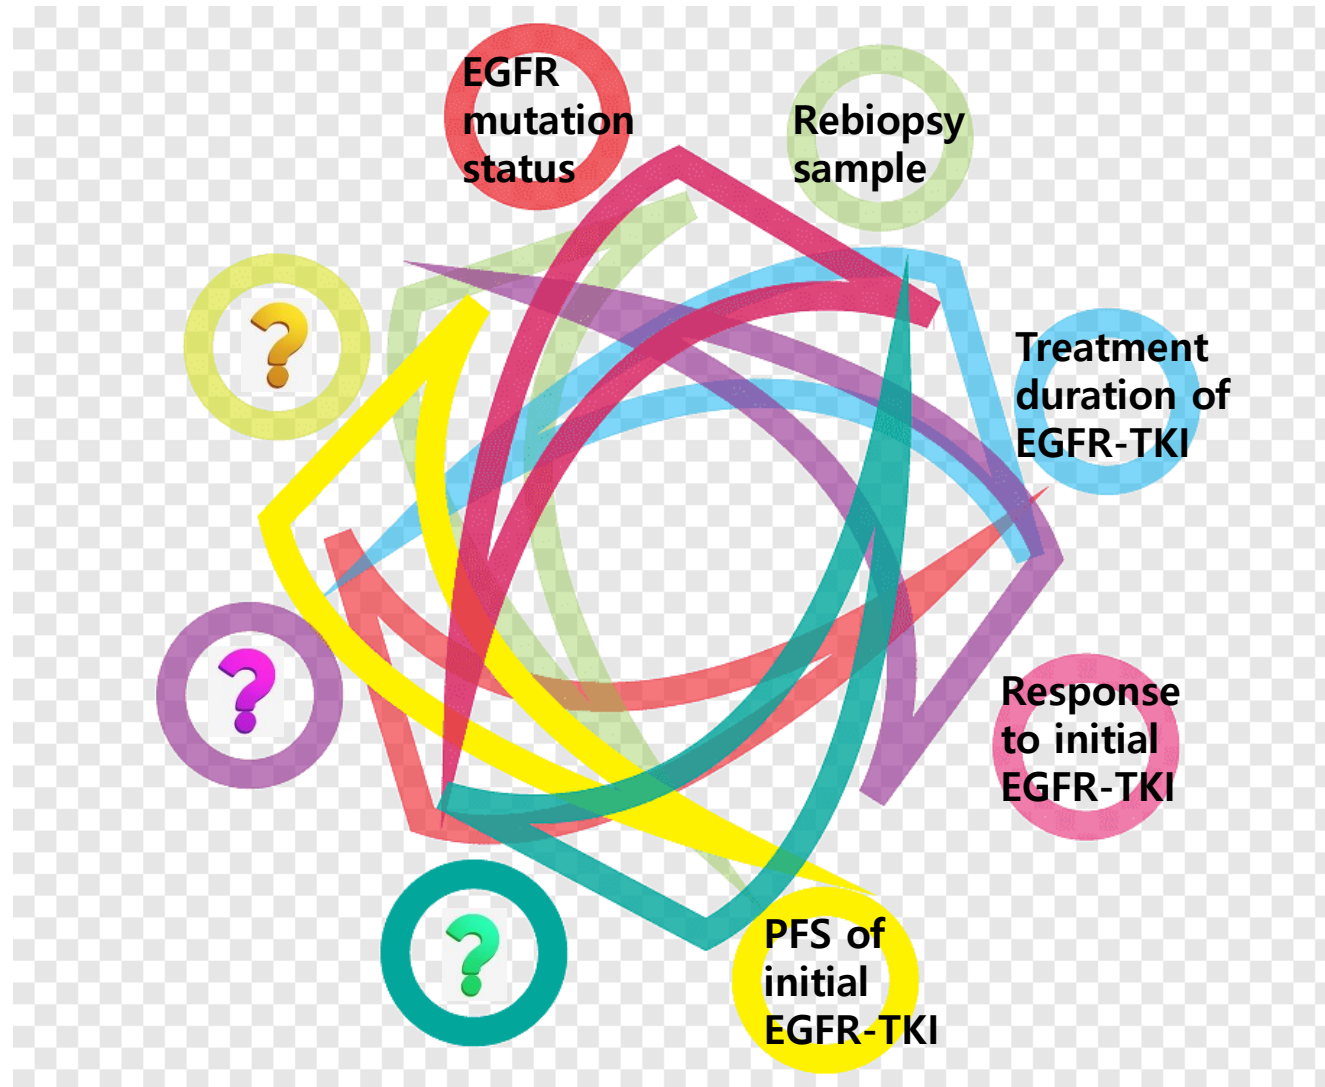 EGFR
mutation
status
Rebiopsy
sample
Treatment
duration of
EGFR-TKI
?
Response
to initial
EGFR-TKI
?
PFS of
initial
EGFR-TKI
?